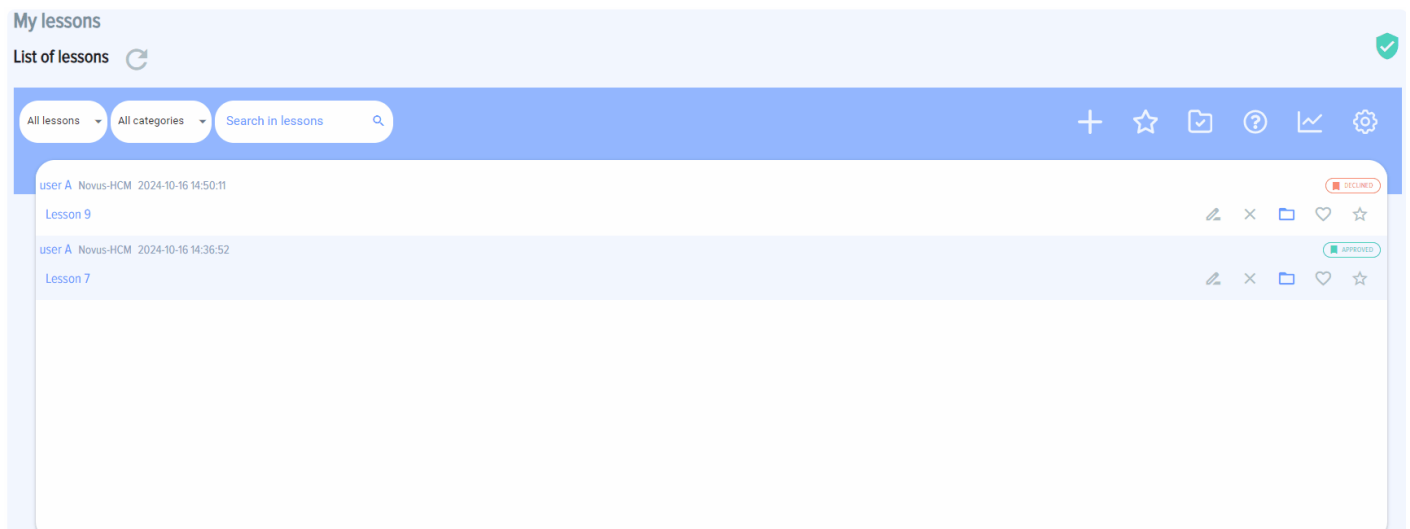 My lessons
List of lessons
All lessons All categories Search in lessons
user A Novus-HCM 2024-10-16 14:50:11 DECLINED
Lesson 9
user A Novus-HCM 2024-10-16 14:36:52 APPROVED
Lesson 7